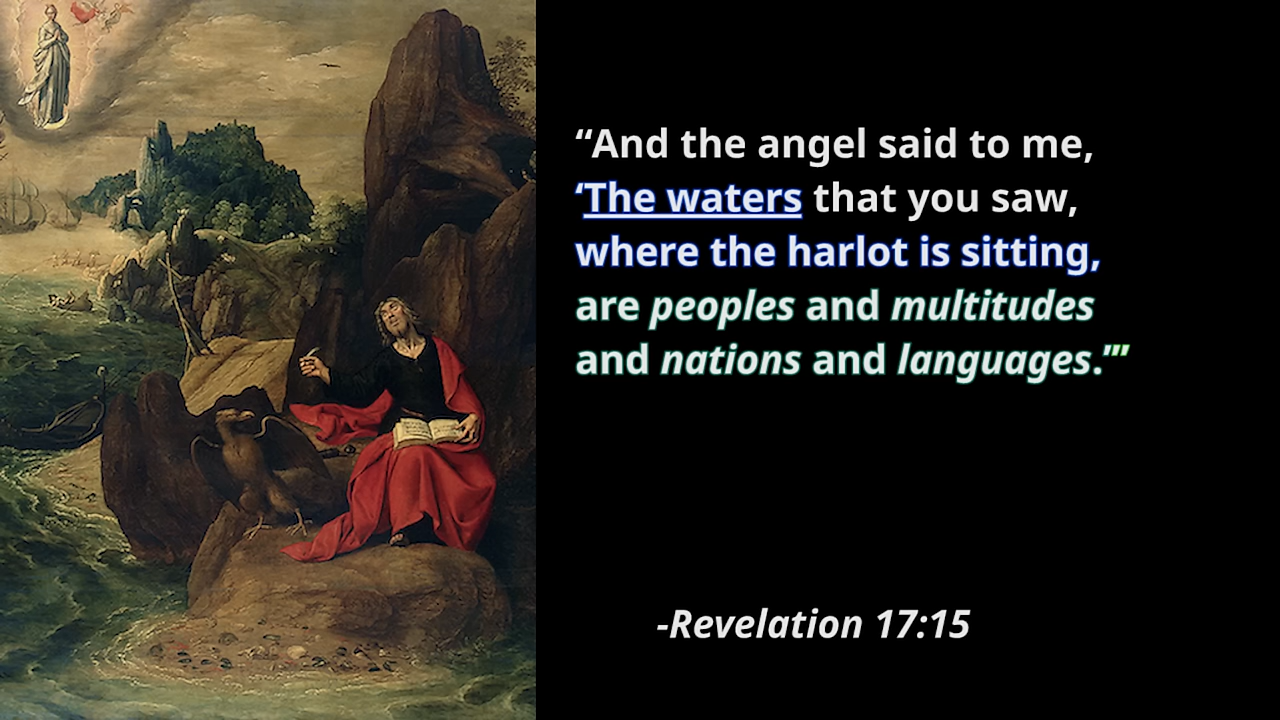 “And the angel said to me,
‘The waters that you saw,
where the harlot is sitting,
are peoples and multitudes
and nations and languages.’”
-Revelation 17:15